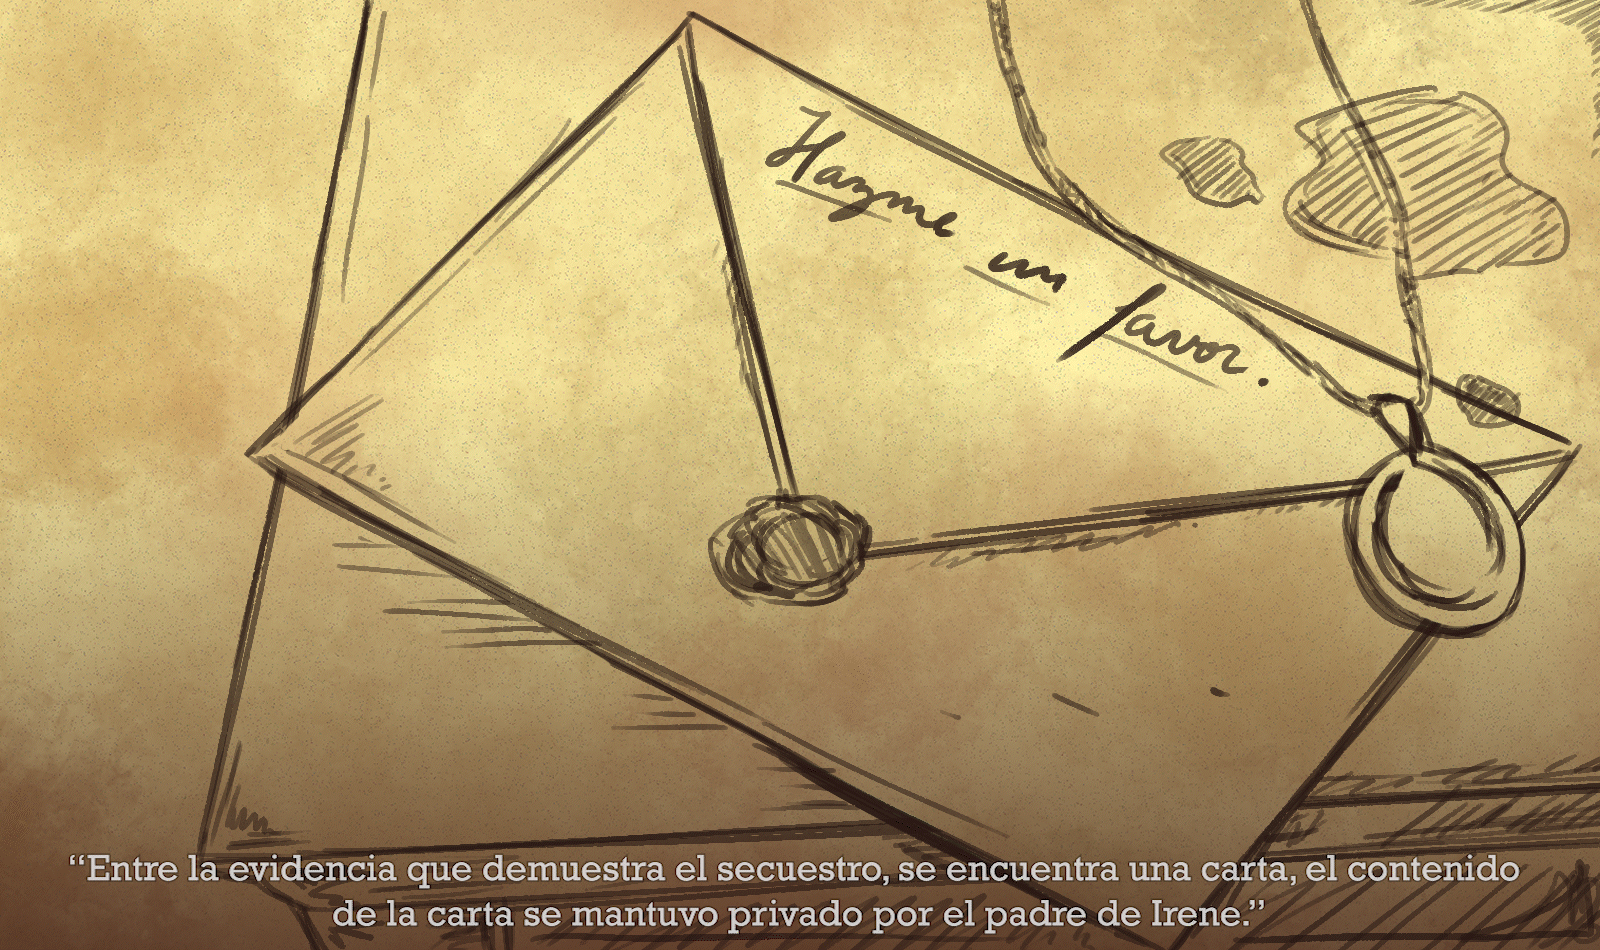 Hazme un favor.
“Entre la evidencia que demuestra el secuestro, se encuentra una carta, el contenido
de la carta se mantuvo privado por el padre de Irene.”